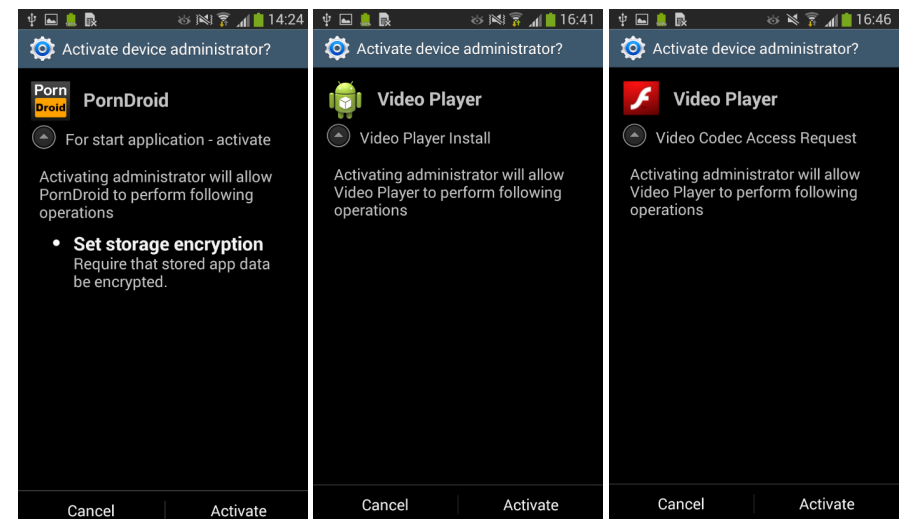 14:24
Activate device administrator?
Porn
Droid
PornDroid
For start application - activate
Activating administrator will allow
PornDroid to perform following
operations
• Set storage encryption
Require that stored app data
be encrypted.
Cancel
Activate
16:41
Activate device administrator?
Video Player
Video Player Install
Activating administrator will allow
Video Player to perform following
operations
Cancel
Activate
16:46
Activate device administrator?
Video Player
Video Codec Access Request
Activating administrator will allow
Video Player to perform following
operations
Cancel
Activate